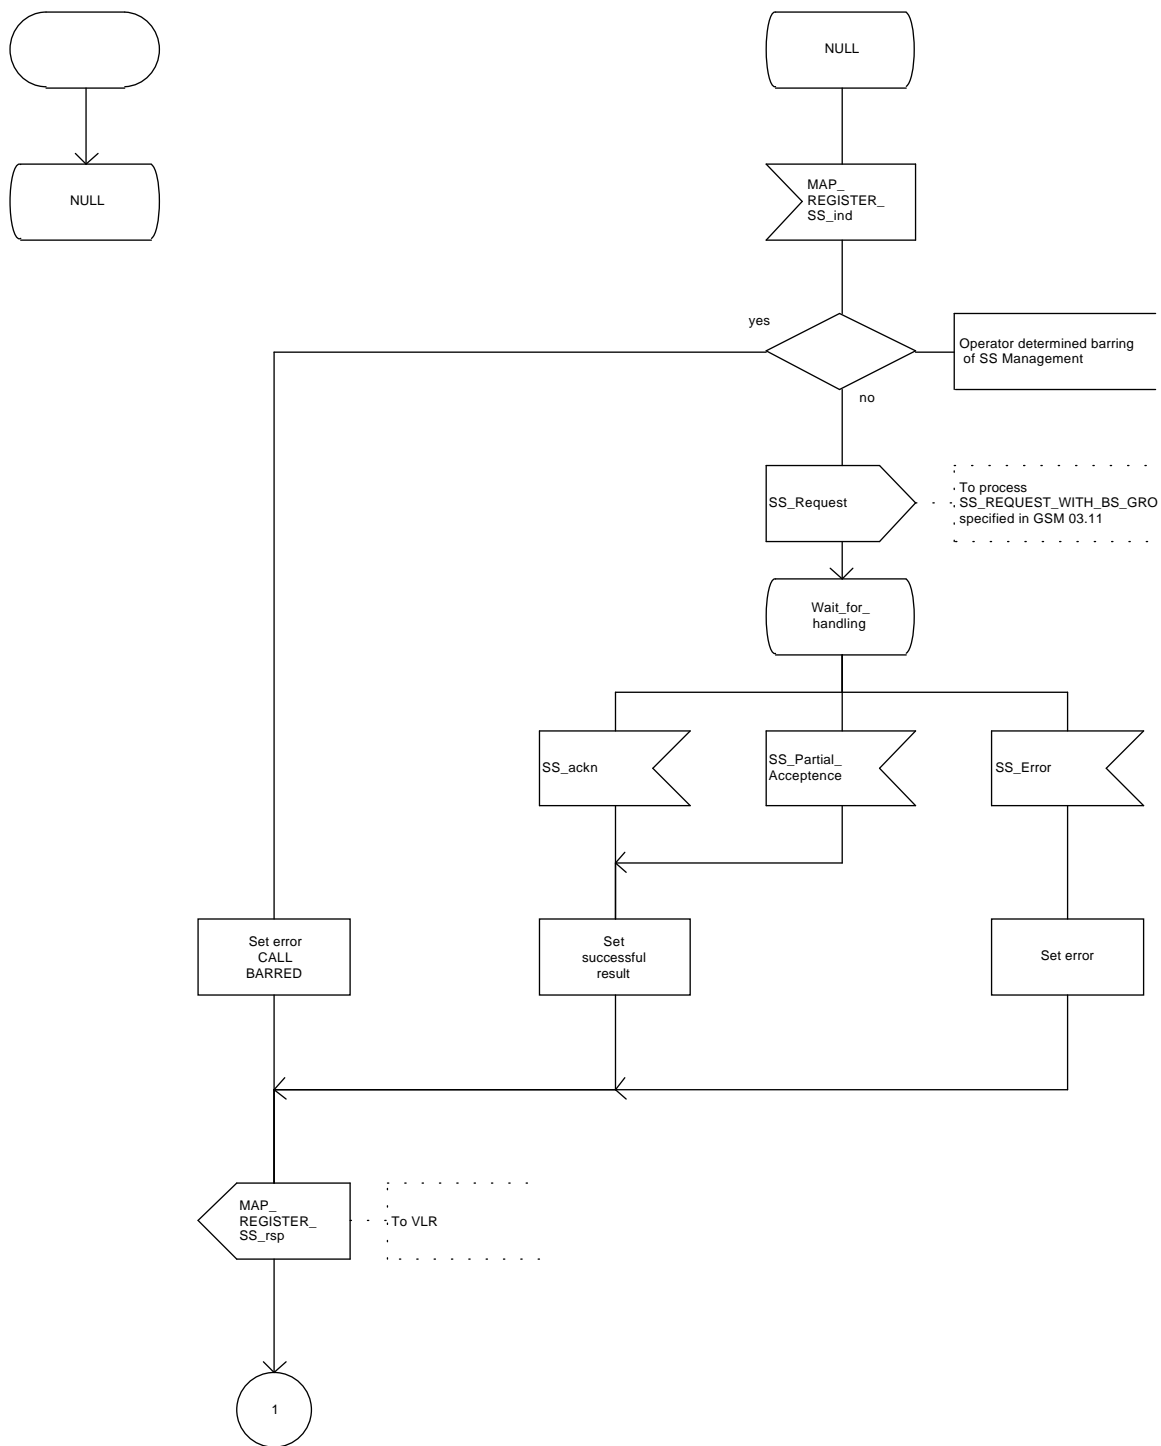 NULL
NULL
MAP_
REGISTER_
SS_ind
yes
Operator determined barring
of SS Management
no
SS_Request
To process
SS_REQUEST_WITH_BS_GRO
specified in GSM 03.11
Wait_for_
handling
SS_ackn
SS_Partial_
Acceptence
SS_Error
Set error
CALL
BARRED
Set
successful
result
Set error
MAP_
REGISTER_
SS_rsp
To VLR
1